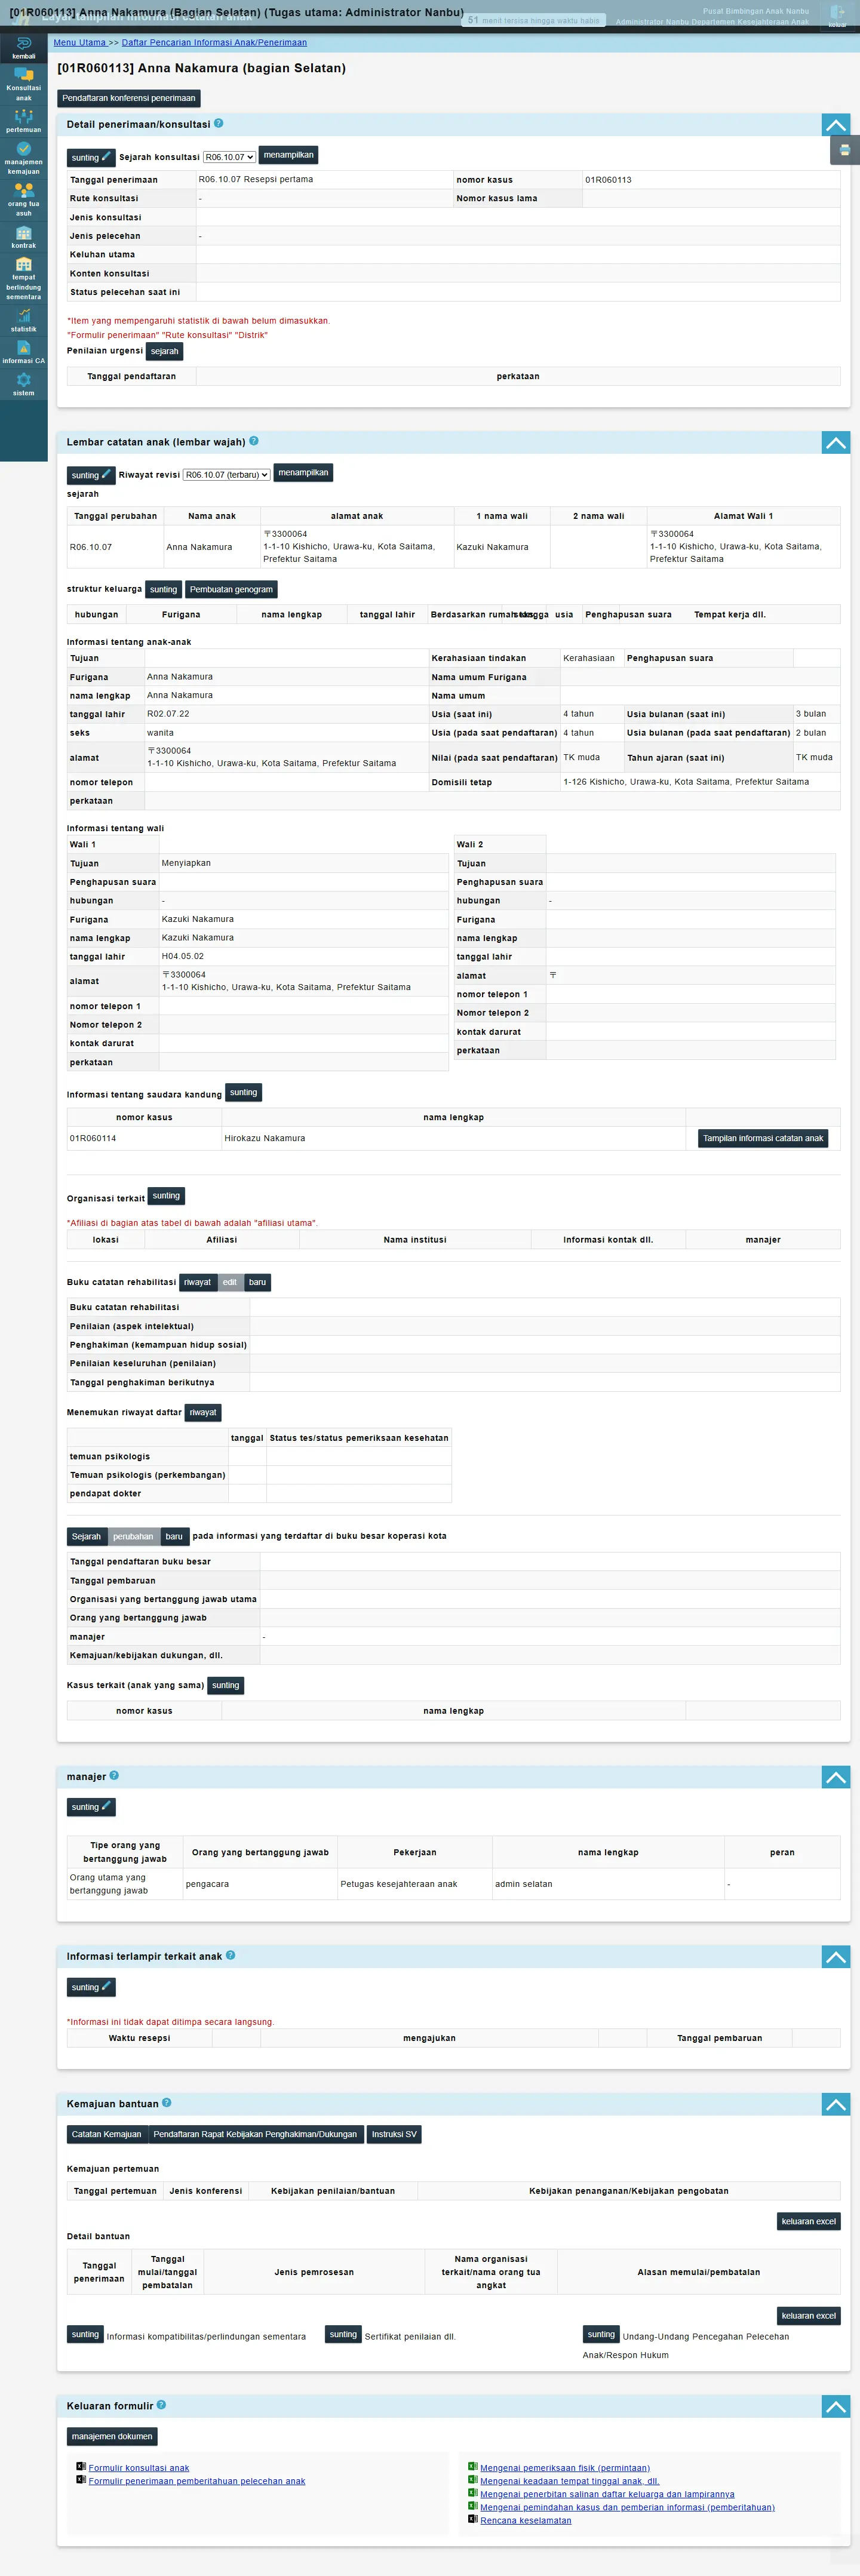 [01R060113] Anna Nakamura (Bagian Selatan) (Tugas utama: Administrator Nanbu)
Layar tampilan informasi catatan anak
51 menit tersisa hingga waktu habis
Pusat Bimbingan Anak Nanbu
Administrator Nanbu Departemen Kesejahteraan Anak
keluar
kembali
Konsultasi anak
pertemuan
manajemen kemajuan
orang tua asuh
kontrak
tempat berlindung sementara
statistik
informasi CA
sistem
Menu Utama >> Daftar Pencarian Informasi Anak/Penerimaan
[01R060113] Anna Nakamura (bagian Selatan)
Pendaftaran konferensi penerimaan
Detail penerimaan/konsultasi ?
sunting Sejarah konsultasi R06.10.07 menampilkan
Tanggal penerimaan R06.10.07 Resepsi pertama nomor kasus 01R060113
Rute konsultasi - Nomor kasus lama
Jenis konsultasi
Jenis pelecehan -
Keluhan utama
Konten konsultasi
Status pelecehan saat ini
*Item yang mempengaruhi statistik di bawah belum dimasukkan.
"Formulir penerimaan" "Rute konsultasi" "Distrik"
Penilaian urgensi sejarah
Tanggal pendaftaran perkataan
Lembar catatan anak (lembar wajah) ?
sunting Riwayat revisi R06.10.07 (terbaru) menampilkan
sejarah
Tanggal perubahan Nama anak alamat anak 1 nama wali 2 nama wali Alamat Wali 1
R06.10.07 Anna Nakamura 〒3300064 1-1-10 Kishicho, Urawa-ku, Kota Saitama, Prefektur Saitama Kazuki Nakamura 〒3300064 1-1-10 Kishicho, Urawa-ku, Kota Saitama, Prefektur Saitama
struktur keluarga sunting Pembuatan genogram
hubungan Furigana nama lengkap tanggal lahir Berdasarkan rumah tangga seks usia Penghapusan suara Tempat kerja dll.
Informasi tentang anak-anak
Tujuan Kerahasiaan tindakan Kerahasiaan Penghapusan suara
Furigana Anna Nakamura Nama umum Furigana
nama lengkap Anna Nakamura Nama umum
tanggal lahir R02.07.22 Usia (saat ini) 4 tahun Usia bulanan (saat ini) 3 bulan
seks wanita Usia (pada saat pendaftaran) 4 tahun Usia bulanan (pada saat pendaftaran) 2 bulan
alamat 〒3300064 1-1-10 Kishicho, Urawa-ku, Kota Saitama, Prefektur Saitama Nilai (pada saat pendaftaran) TK muda Tahun ajaran (saat ini) TK muda
nomor telepon Domisili tetap 1-126 Kishicho, Urawa-ku, Kota Saitama, Prefektur Saitama
perkataan
Informasi tentang wali
Wali 1
Tujuan Menyiapkan
Penghapusan suara
hubungan -
Furigana Kazuki Nakamura
nama lengkap Kazuki Nakamura
tanggal lahir H04.05.02
alamat 〒3300064
1-1-10 Kishicho, Urawa-ku, Kota Saitama, Prefektur Saitama
nomor telepon 1
Nomor telepon 2
kontak darurat
perkataan
Wali 2
Tujuan
Penghapusan suara
hubungan -
Furigana
nama lengkap
tanggal lahir
alamat 〒
nomor telepon 1
Nomor telepon 2
kontak darurat
perkataan
Informasi tentang saudara kandung sunting
nomor kasus nama lengkap
01R060114 Hirokazu Nakamura Tampilan informasi catatan anak
Organisasi terkait sunting
*Afiliasi di bagian atas tabel di bawah adalah "afiliasi utama".
lokasi Afiliasi Nama institusi Informasi kontak dll. manajer
Buku catatan rehabilitasi riwayat edit baru
Buku catatan rehabilitasi
Penilaian (aspek intelektual)
Penghakiman (kemampuan hidup sosial)
Penilaian keseluruhan (penilaian)
Tanggal penghakiman berikutnya
Menemukan riwayat daftar riwayat
tanggal Status tes/status pemeriksaan kesehatan
temuan psikologis
Temuan psikologis (perkembangan)
pendapat dokter
Sejarah perubahan baru pada informasi yang terdaftar di buku besar koperasi kota
Tanggal pendaftaran buku besar
Tanggal pembaruan
Organisasi yang bertanggung jawab utama
Orang yang bertanggung jawab
manajer -
Kemajuan/kebijakan dukungan, dll.
Kasus terkait (anak yang sama) sunting
nomor kasus nama lengkap
manajer ?
sunting
Tipe orang yang bertanggung jawab Orang yang bertanggung jawab Pekerjaan nama lengkap peran
Orang utama yang bertanggung jawab pengacara Petugas kesejahteraan anak admin selatan -
Informasi terlampir terkait anak ?
sunting
*Informasi ini tidak dapat ditimpa secara langsung.
Waktu resepsi mengajukan Tanggal pembaruan
Kemajuan bantuan ?
Catatan Kemajuan Pendaftaran Rapat Kebijakan Penghakiman/Dukungan Instruksi SV
Kemajuan pertemuan
Tanggal pertemuan Jenis konferensi Kebijakan penilaian/bantuan Kebijakan penanganan/Kebijakan pengobatan
keluaran excel
Detail bantuan
Tanggal penerimaan Tanggal mulai/tanggal pembatalan Jenis pemrosesan Nama organisasi terkait/nama orang tua angkat Alasan memulai/pembatalan
keluaran excel
sunting Informasi kompatibilitas/perlindungan sementara sunting Sertifikat penilaian dll. sunting Undang-Undang Pencegahan Pelecehan
Anak/Respon Hukum
Keluaran formulir ?
manajemen dokumen
Formulir konsultasi anak
Formulir penerimaan pemberitahuan pelecehan anak
Mengenai pemeriksaan fisik (permintaan)
Mengenai keadaan tempat tinggal anak, dll.
Mengenai penerbitan salinan daftar keluarga dan lampirannya
Mengenai pemindahan kasus dan pemberian informasi (pemberitahuan)
Rencana keselamatan